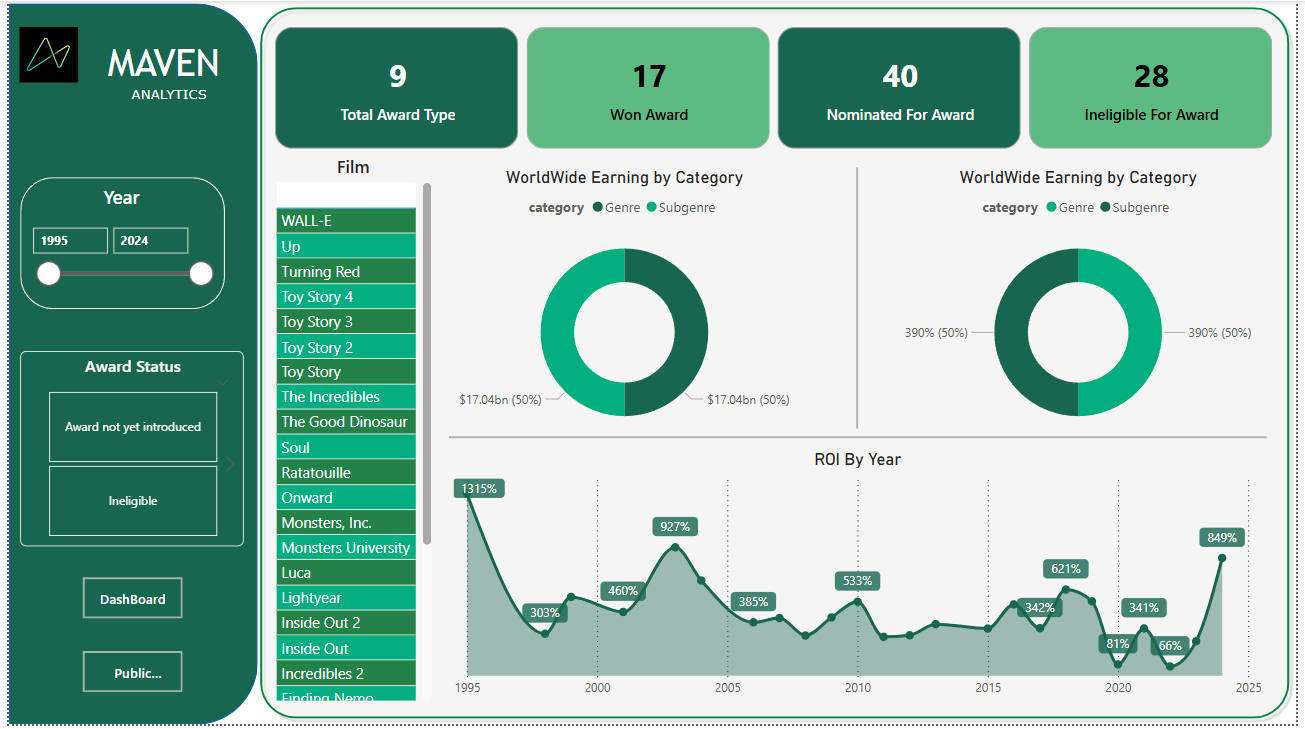 MAVEN
ANALYTICS
Year
1995
2024
Award Status
Award not yet introduced
Ineligible
DashBoard
Public...
9
Total Award Type
17
Won Award
40
Nominated For Award
28
Ineligible For Award
Film
WALL-E
Up
Turning Red
Toy Story 4
Toy Story 3
Toy Story 2
Toy Story
The Incredibles
The Good Dinosaur
Soul
Ratatouille
Onward
Monsters, Inc.
Monsters University
Luca
Lightyear
Inside Out 2
Inside Out
Incredibles 2
Finding Nemo
WorldWide Earning by Category
category Genre Subgenre
$17.04bn (50%)
$17.04bn (50%)
WorldWide Earning by Category
category Genre Subgenre
390% (50%)
390% (50%)
ROI By Year
1315%
303%
460%
927%
385%
533%
342%
621%
81%
341%
66%
849%
1995
2000
2005
2010
2015
2020
2025